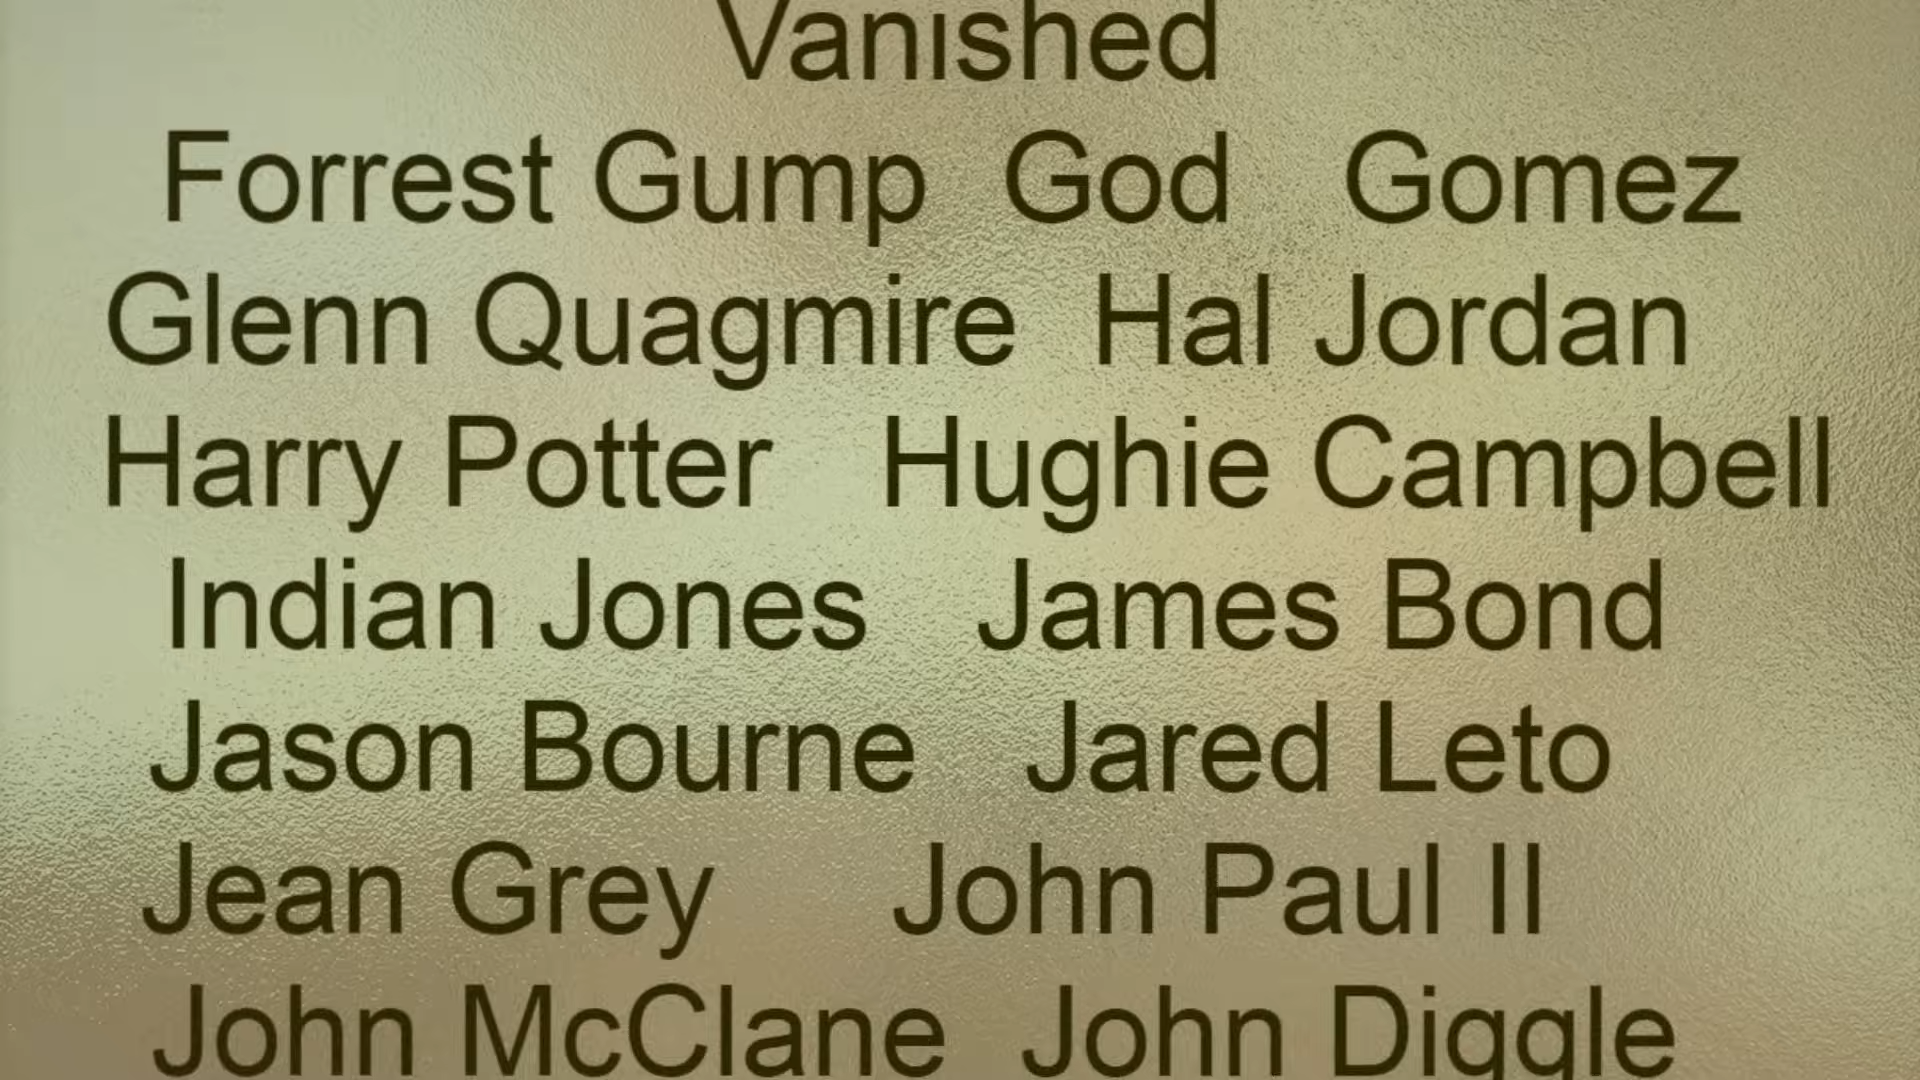 Vanished
Forrest Gump God Gomez
Glenn Quagmire Hal Jordan
Harry Potter Hughie Campbell
Indian Jones James Bond
Jason Bourne Jared Leto
Jean Grey John Paul II
John McClane John Diggle